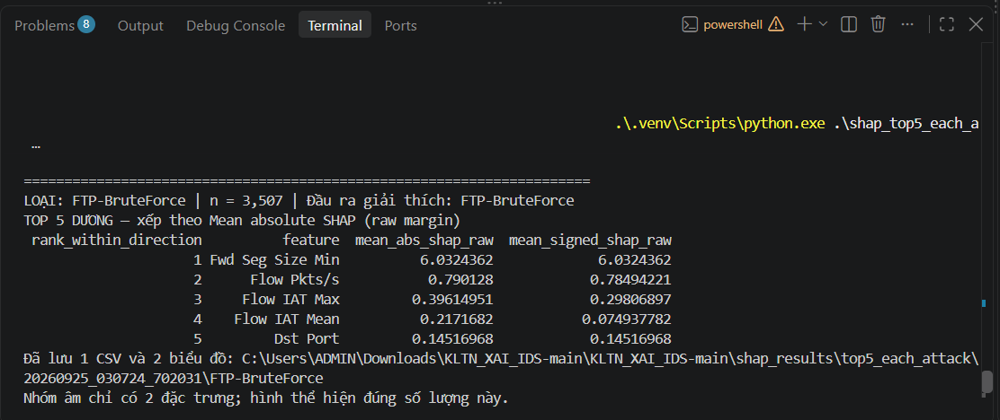 Problems 8 Output Debug Console Terminal Ports powershell
.\.venv\Scripts\python.exe .\shap_top5_each_a
…
======================================================================
LOẠI: FTP-BruteForce | n = 3,507 | Đầu ra giải thích: FTP-BruteForce
TOP 5 DƯƠNG — xếp theo Mean absolute SHAP (raw margin)
rank_within_direction feature mean_abs_shap_raw mean_signed_shap_raw
1 Fwd Seg Size Min 6.0324362 6.0324362
2 Flow Pkts/s 0.790128 0.78494221
3 Flow IAT Max 0.39614951 0.29806897
4 Flow IAT Mean 0.2171682 0.074937782
5 Dst Port 0.14516968 0.14516968
Đã lưu 1 CSV và 2 biểu đồ: C:\Users\ADMIN\Downloads\KLTN_XAI_IDS-main\KLTN_XAI_IDS-main\shap_results\top5_each_attack\
20260925_030724_702031\FTP-BruteForce
Nhóm âm chỉ có 2 đặc trưng; hình thể hiện đúng số lượng này.